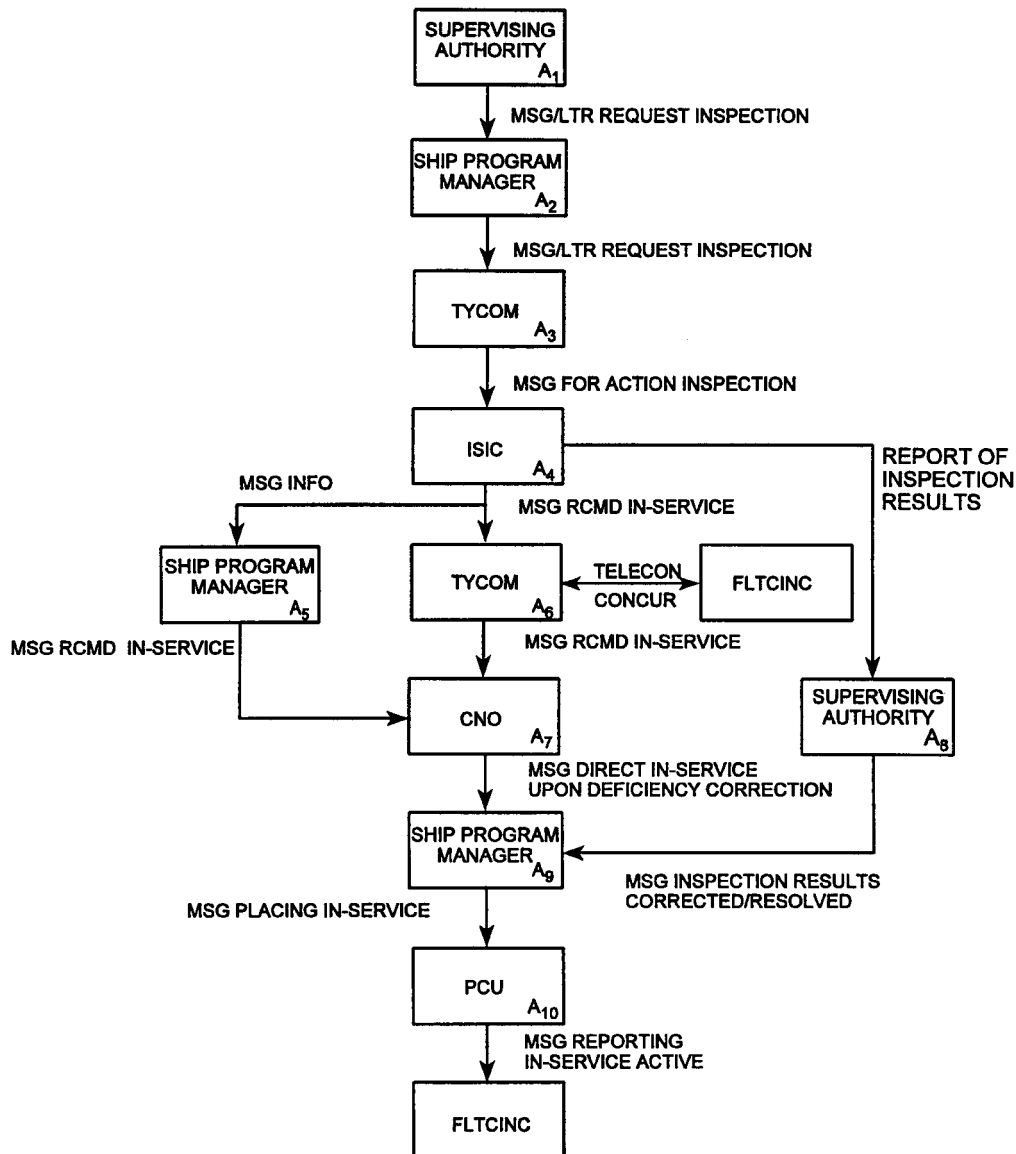 SUPERVISING
AUTHORITY
A1
MSG/LTR REQUEST INSPECTION
SHIP PROGRAM
MANAGER
A2
MSG/LTR REQUEST INSPECTION
TYCOM
A3
MSG FOR ACTION INSPECTION
ISIC
A4
REPORT OF
INSPECTION
RESULTS
MSG INFO
MSG RCMD IN-SERVICE
SHIP PROGRAM
MANAGER
A5
TYCOM
A6
TELECON
CONCUR
FLTCINC
MSG RCMD IN-SERVICE
MSG RCMD IN-SERVICE
CNO
A7
SUPERVISING
AUTHORITY
A8
MSG DIRECT IN-SERVICE
UPON DEFICIENCY CORRECTION
SHIP PROGRAM
MANAGER
A9
MSG INSPECTION RESULTS
CORRECTED/RESOLVED
MSG PLACING IN-SERVICE
PCU
A10
MSG REPORTING
IN-SERVICE ACTIVE
FLTCINC